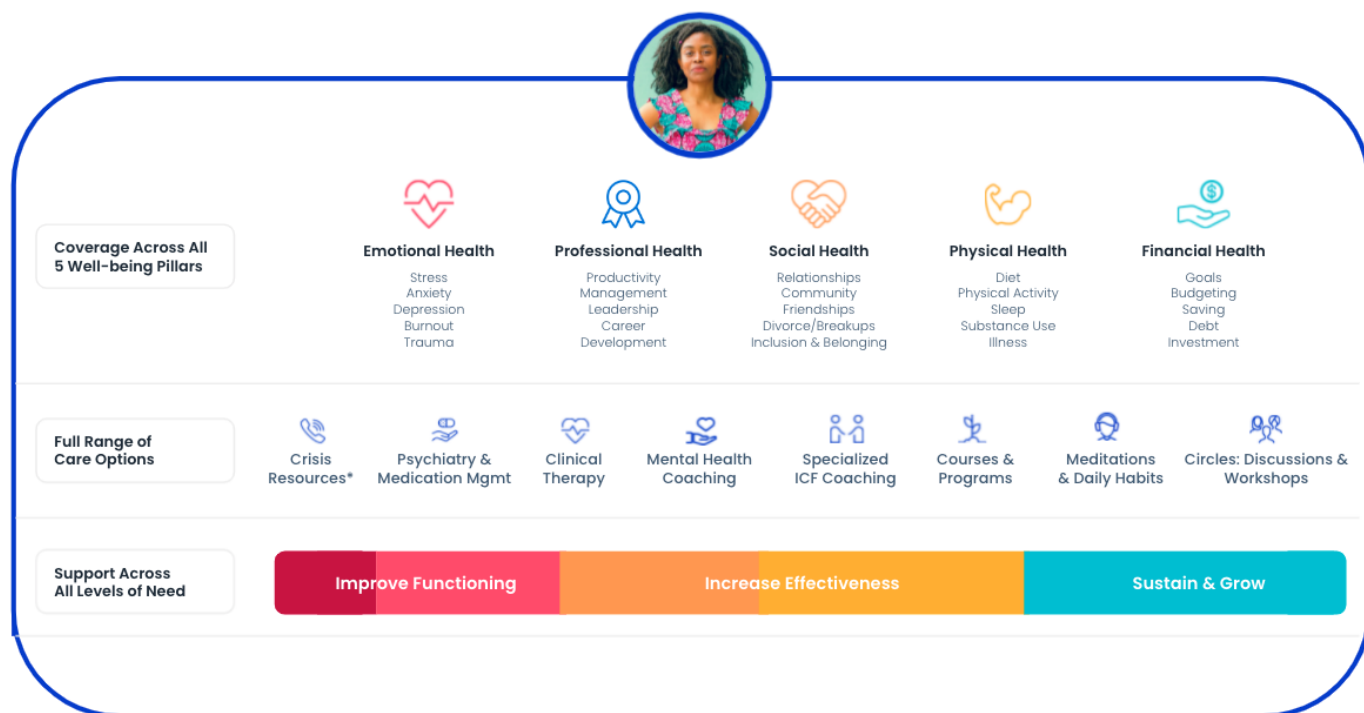 Coverage Across All
5 Well-being Pillars
Emotional Health
Stress
Anxiety
Depression
Burnout
Trauma
Professional Health
Productivity
Management
Leadership
Career
Development
Social Health
Relationships
Community
Friendships
Divorce/Breakups
Inclusion & Belonging
Physical Health
Diet
Physical Activity
Sleep
Substance Use
Illness
Financial Health
Goals
Budgeting
Saving
Debt
Investment
Full Range of
Care Options
Crisis
Resources*
Psychiatry &
Medication Mgmt
Clinical
Therapy
Mental Health
Coaching
Specialized
ICF Coaching
Courses &
Programs
Meditations
& Daily Habits
Circles: Discussions &
Workshops
Support Across
All Levels of Need
Improve Functioning
Increase Effectiveness
Sustain & Grow